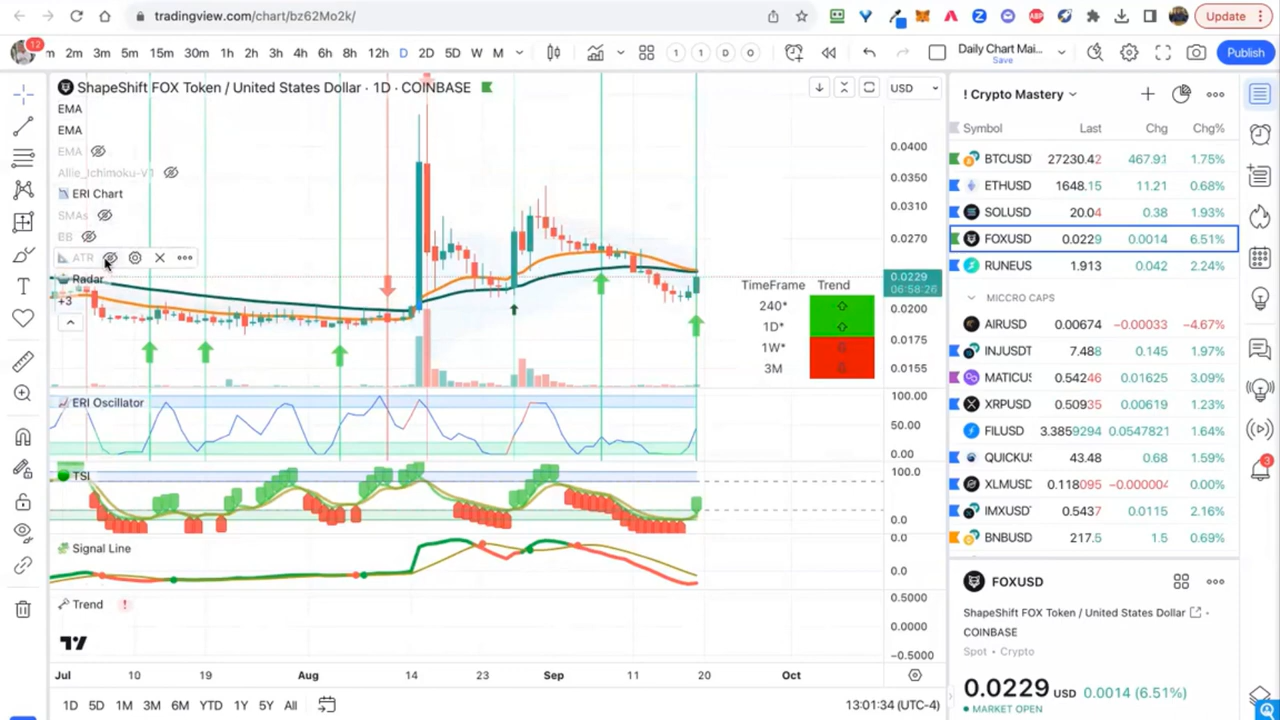 tradingview.com/chart/bz62Mo2k/
Update
12
m 2m 3m 5m 15m 30m 1h 2h 3h 4h 6h 8h 12h D 2D 5D W M
1 1 D O
Daily Chart Mai...
Save
Publish
ShapeShift FOX Token / United States Dollar · 1D · COINBASE
USD
EMA
EMA
EMA
Allie_Ichimoku-V1
ERI Chart
SMAs
BB
ATR
Radar
+3
0.0400
0.0350
0.0310
0.0270
0.0229
06:58:26
0.0200
0.0175
0.0155
TimeFrame Trend
240*
1D*
1W*
3M
ERI Oscillator
100.00
50.00
0.00
TSI
100.0
0.0
Signal Line
0.0
0.0
Trend !
0.5000
0.0000
−0.5000
Jul 10 19 Aug 14 23 Sep 11 20 Oct
1D 5D 1M 3M 6M YTD 1Y 5Y All
13:01:34 (UTC-4)
! Crypto Mastery
Symbol Last Chg Chg%
BTCUSD 27230.42 467.91 1.75%
ETHUSD 1648.15 11.21 0.68%
SOLUSD 20.04 0.38 1.93%
FOXUSD 0.0229 0.0014 6.51%
RUNEUS 1.913 0.042 2.24%
MICCRO CAPS
AIRUSD 0.00674 −0.00033 −4.67%
INJUSDT 7.488 0.145 1.97%
MATICUS 0.54246 0.01625 3.09%
XRPUSD 0.50935 0.00619 1.23%
FILUSD 3.3859294 0.0547821 1.64%
QUICKUS 43.48 0.68 1.59%
XLMUSD 0.118095 −0.000004 0.00%
IMXUSDT 0.5437 0.0115 2.16%
BNBUSD 217.5 1.5 0.69%
FOXUSD
ShapeShift FOX Token / United States Dollar ·
COINBASE
Spot • Crypto
0.0229 USD 0.0014 (6.51%)
MARKET OPEN
3